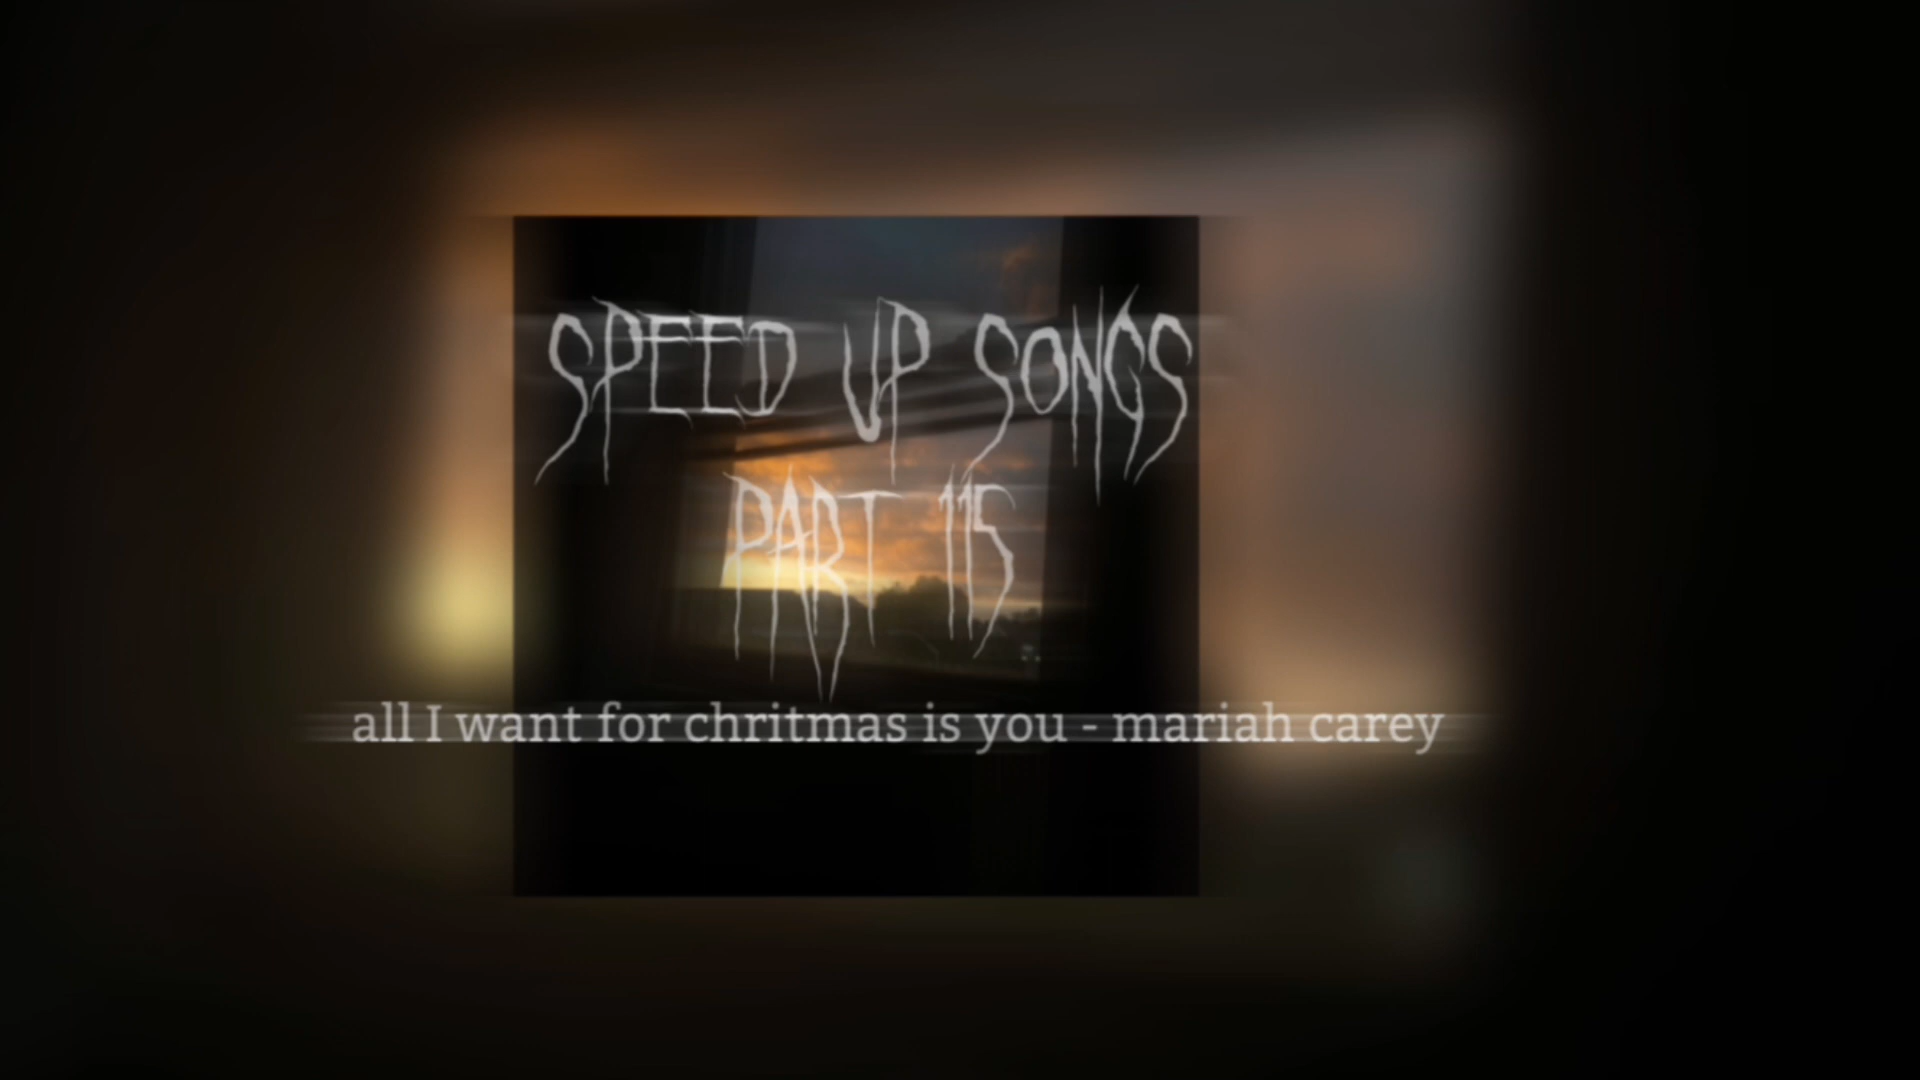 SPEED UP SONGS
PART 115
all I want for chritmas is you - mariah carey